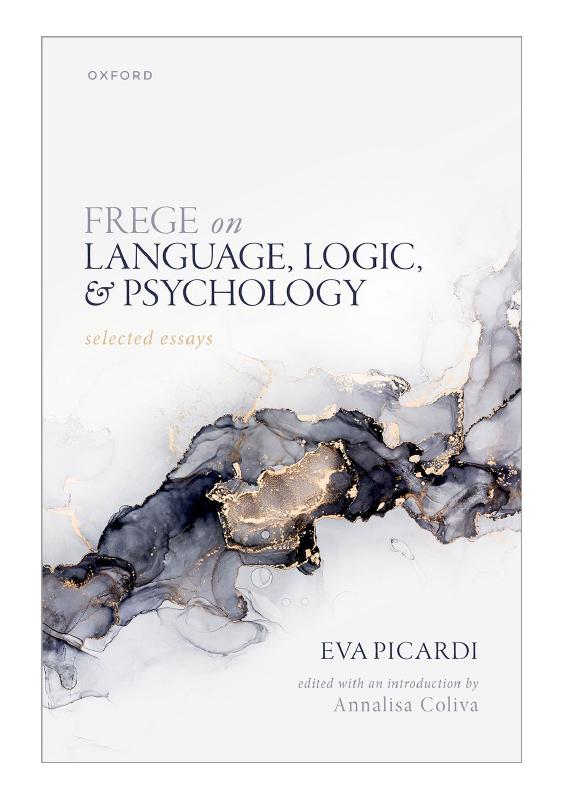 OXFORD
FREGE on
LANGUAGE, LOGIC,
& PSYCHOLOGY
selected essays
EVA PICARDI
edited with an introduction by
Annalisa Coliva